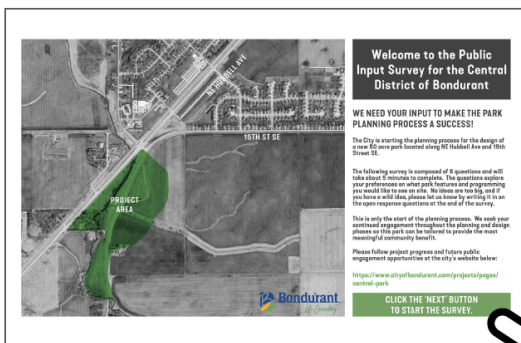 NE HUBBELL AVE
15TH ST SE
PROJECT
AREA
Bondurant
Welcome to the Public
Input Survey for the Central
District of Bondurant
WE NEED YOUR INPUT TO MAKE THE PARK
PLANNING PROCESS A SUCCESS!
The City is starting the planning process for the design of
a new 60 acre park located along NE Hubbell Ave and 15th
Street SE.
The following survey is composed of 8 questions and will
take about 5 minutes to complete. The questions explore
your preferences on what park features and programming
you would like to see on site. No ideas are too big, and if
you have a wild idea, please let us know by writing it in on
the open response questions at the end of the survey.
This is only the start of the planning process. We seek your
continued engagement throughout the planning and design
phases so this park can be tailored to provide the most
meaningful community benefit.
Please follow project progress and future public
engagement opportunities at the city's website below:
https://www.cityofbondurant.com/projects/pages/
central-park
CLICK THE 'NEXT' BUTTON
TO START THE SURVEY.